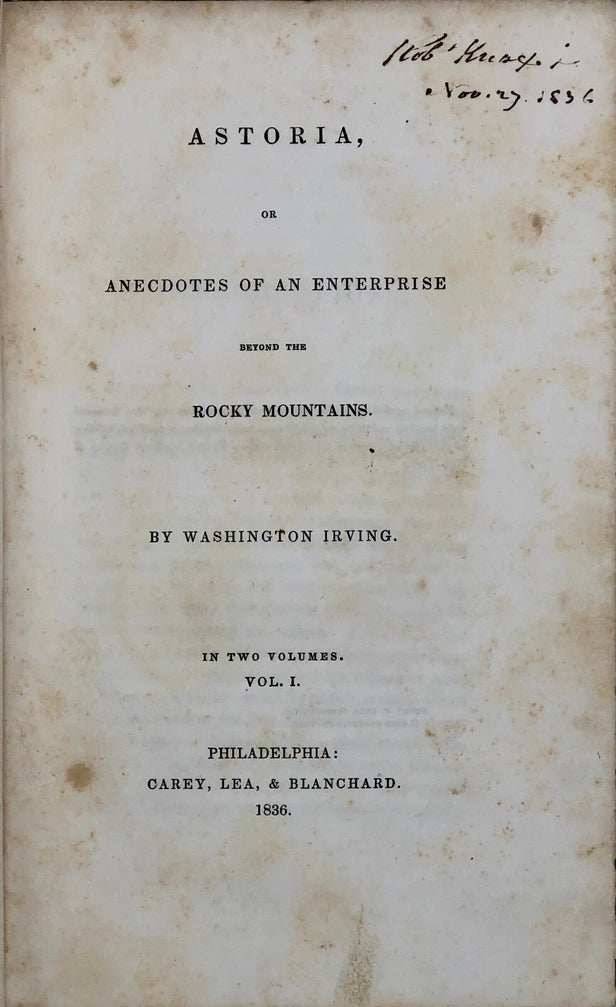 Nov. 27. 1836
ASTORIA,
OR
ANECDOTES OF AN ENTERPRISE
BEYOND THE
ROCKY MOUNTAINS.
BY WASHINGTON IRVING.
IN TWO VOLUMES.
VOL. I.
PHILADELPHIA:
CAREY, LEA, & BLANCHARD.
1836.